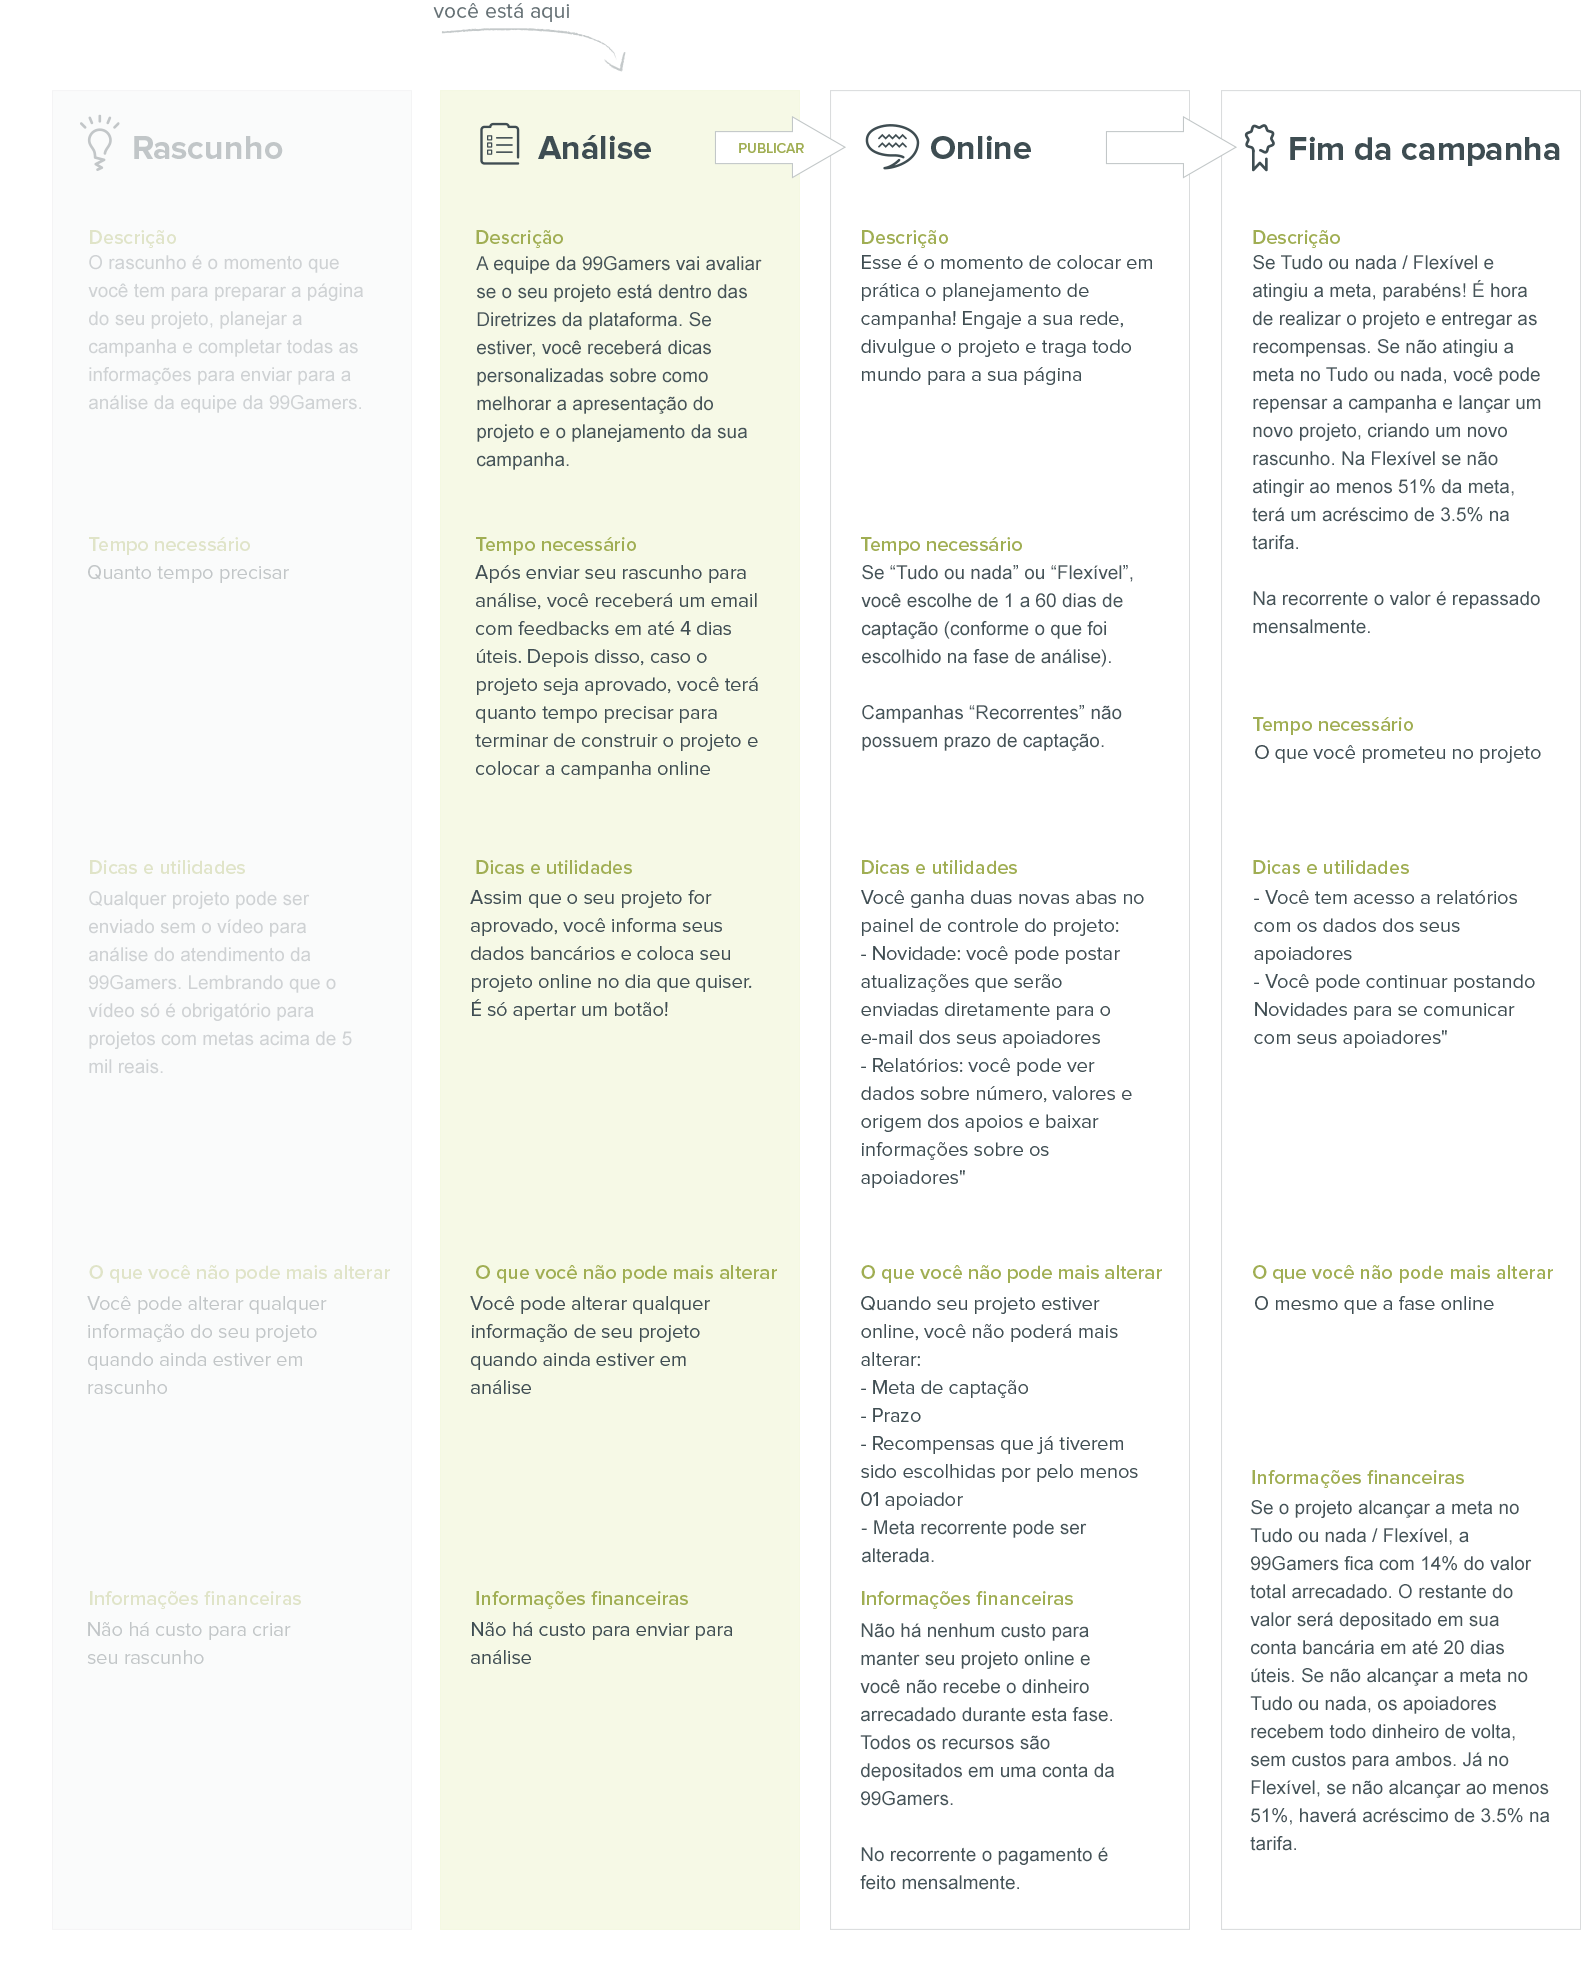 você está aqui
Rascunho
Descrição
O rascunho é o momento que
você tem para preparar a página
do seu projeto, planejar a
campanha e completar todas as
informações para enviar para a
análise da equipe da 99Gamers.
Tempo necessário
Quanto tempo precisar
Dicas e utilidades
Qualquer projeto pode ser
enviado sem o vídeo para
análise do atendimento da
99Gamers. Lembrando que o
vídeo só é obrigatório para
projetos com metas acima de 5
mil reais.
O que você não pode mais alterar
Você pode alterar qualquer
informação do seu projeto
quando ainda estiver em
rascunho
Informações financeiras
Não há custo para criar
seu rascunho
Análise
PUBLICAR
Descrição
A equipe da 99Gamers vai avaliar
se o seu projeto está dentro das
Diretrizes da plataforma. Se
estiver, você receberá dicas
personalizadas sobre como
melhorar a apresentação do
projeto e o planejamento da sua
campanha.
Tempo necessário
Após enviar seu rascunho para
análise, você receberá um email
com feedbacks em até 4 dias
úteis. Depois disso, caso o
projeto seja aprovado, você terá
quanto tempo precisar para
terminar de construir o projeto e
colocar a campanha online
Dicas e utilidades
Assim que o seu projeto for
aprovado, você informa seus
dados bancários e coloca seu
projeto online no dia que quiser.
É só apertar um botão!
O que você não pode mais alterar
Você pode alterar qualquer
informação de seu projeto
quando ainda estiver em
análise
Informações financeiras
Não há custo para enviar para
análise
Online
Descrição
Esse é o momento de colocar em
prática o planejamento de
campanha! Engaje a sua rede,
divulgue o projeto e traga todo
mundo para a sua página
Tempo necessário
Se “Tudo ou nada” ou “Flexível”,
você escolhe de 1 a 60 dias de
captação (conforme o que foi
escolhido na fase de análise).
Campanhas “Recorrentes” não
possuem prazo de captação.
Dicas e utilidades
Você ganha duas novas abas no
painel de controle do projeto:
- Novidade: você pode postar
atualizações que serão
enviadas diretamente para o
e-mail dos seus apoiadores
- Relatórios: você pode ver
dados sobre número, valores e
origem dos apoios e baixar
informações sobre os
apoiadores"
O que você não pode mais alterar
Quando seu projeto estiver
online, você não poderá mais
alterar:
- Meta de captação
- Prazo
- Recompensas que já tiverem
sido escolhidas por pelo menos
01 apoiador
- Meta recorrente pode ser
alterada.
Informações financeiras
Não há nenhum custo para
manter seu projeto online e
você não recebe o dinheiro
arrecadado durante esta fase.
Todos os recursos são
depositados em uma conta da
99Gamers.
No recorrente o pagamento é
feito mensalmente.
Fim da campanha
Descrição
Se Tudo ou nada / Flexível e
atingiu a meta, parabéns! É hora
de realizar o projeto e entregar as
recompensas. Se não atingiu a
meta no Tudo ou nada, você pode
repensar a campanha e lançar um
novo projeto, criando um novo
rascunho. Na Flexível se não
atingir ao menos 51% da meta,
terá um acréscimo de 3.5% na
tarifa.
Na recorrente o valor é repassado
mensalmente.
Tempo necessário
O que você prometeu no projeto
Dicas e utilidades
- Você tem acesso a relatórios
com os dados dos seus
apoiadores
- Você pode continuar postando
Novidades para se comunicar
com seus apoiadores"
O que você não pode mais alterar
O mesmo que a fase online
Informações financeiras
Se o projeto alcançar a meta no
Tudo ou nada / Flexível, a
99Gamers fica com 14% do valor
total arrecadado. O restante do
valor será depositado em sua
conta bancária em até 20 dias
úteis. Se não alcançar a meta no
Tudo ou nada, os apoiadores
recebem todo dinheiro de volta,
sem custos para ambos. Já no
Flexível, se não alcançar ao menos
51%, haverá acréscimo de 3.5% na
tarifa.